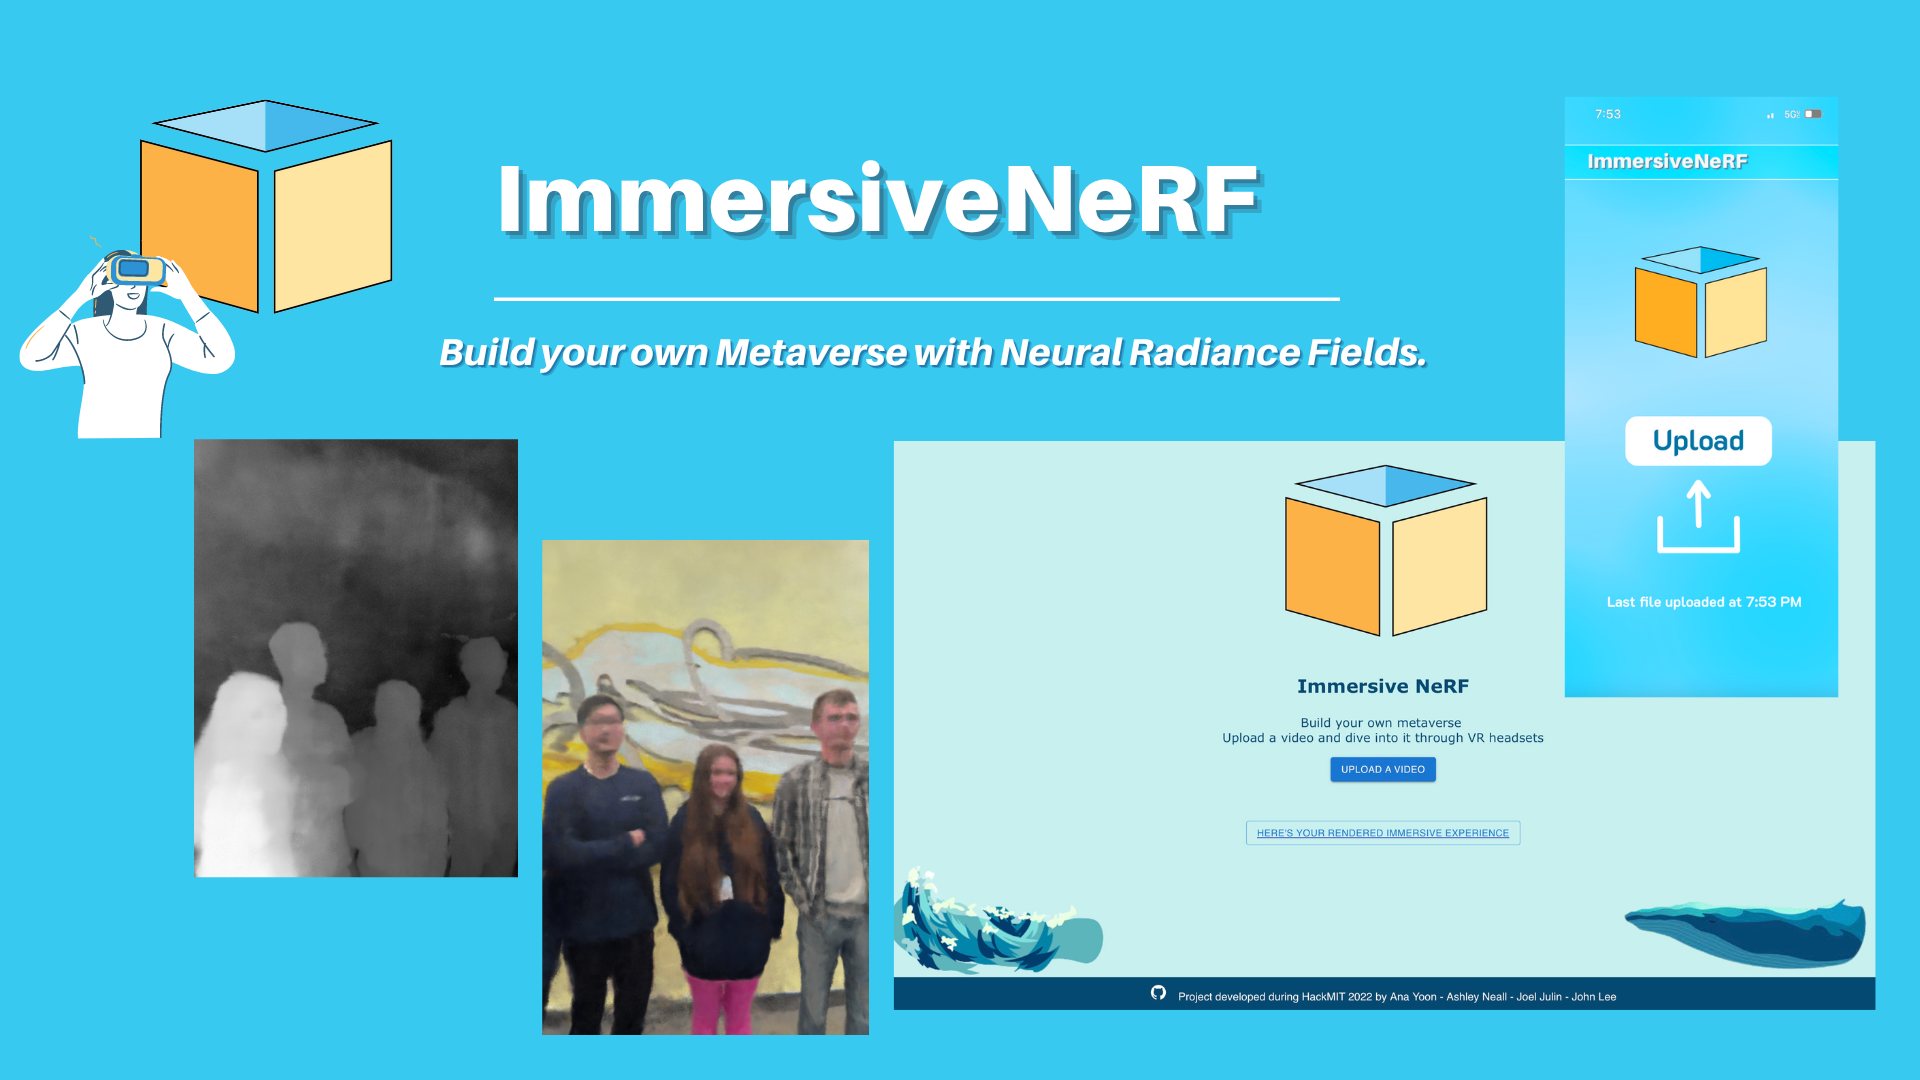 ImmersiveNeRF
Build your own Metaverse with Neural Radiance Fields.
7:53
5G
ImmersiveNeRF
Upload
Last file uploaded at 7:53 PM
Immersive NeRF
Build your own metaverse
Upload a video and dive into it through VR headsets
UPLOAD A VIDEO
HERE'S YOUR RENDERED IMMERSIVE EXPERIENCE
Project developed during HackMIT 2022 by Ana Yoon - Ashley Neall - Joel Julin - John Lee